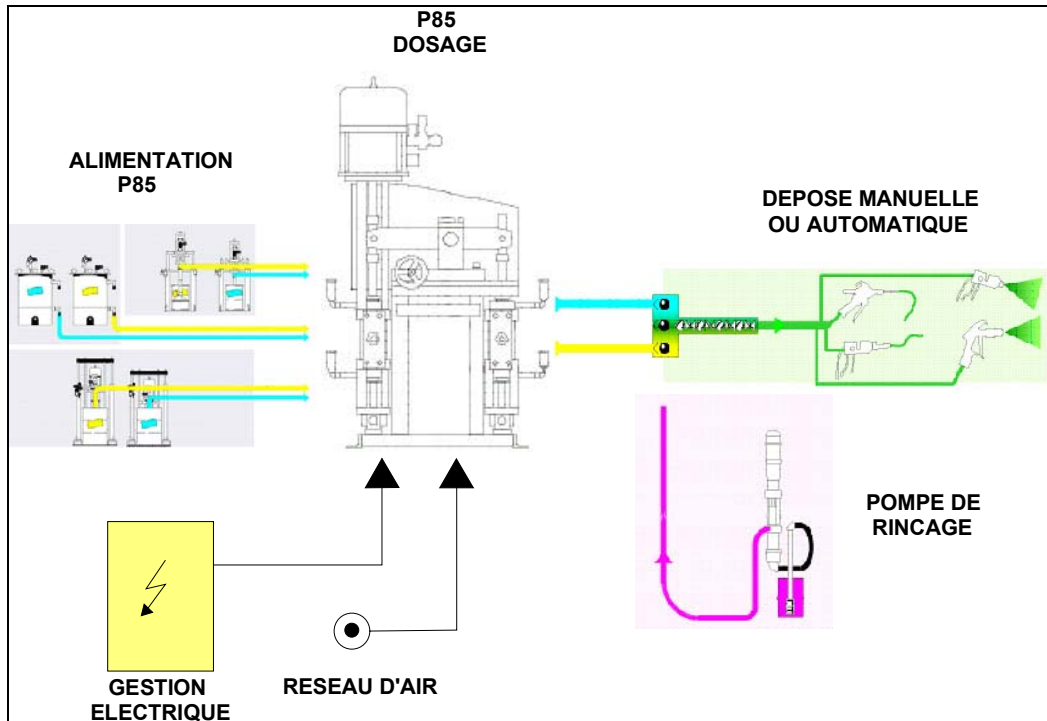 P85
DOSAGE
ALIMENTATION
P85
DEPOSE MANUELLE
OU AUTOMATIQUE
POMPE DE
RINCAGE
GESTION
ELECTRIQUE
RESEAU D'AIR